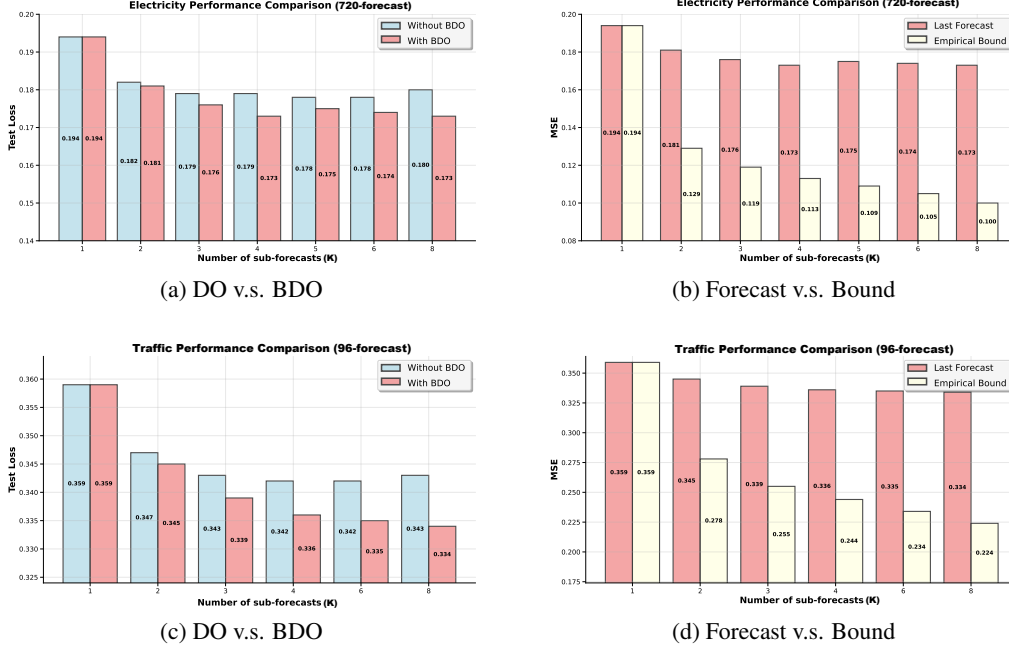 Electricity Performance Comparison (720-forecast)
Without BDO
With BDO
Test Loss
0.20
0.19
0.18
0.17
0.16
0.15
0.14
0.194 0.194 0.182 0.181 0.179 0.176 0.179 0.173 0.178 0.175 0.178 0.174 0.180 0.173
1 2 3 4 5 6 8
Number of sub-forecasts (K)
(a) DO v.s. BDO
Electricity Performance Comparison (720-forecast)
Last Forecast
Empirical Bound
MSE
0.20
0.18
0.16
0.14
0.12
0.10
0.08
0.194 0.194 0.181 0.129 0.176 0.119 0.173 0.113 0.175 0.109 0.174 0.105 0.173 0.100
1 2 3 4 5 6 8
Number of sub-forecasts (K)
(b) Forecast v.s. Bound
Traffic Performance Comparison (96-forecast)
Without BDO
With BDO
Test Loss
0.360
0.355
0.350
0.345
0.340
0.335
0.330
0.325
0.359 0.359 0.347 0.345 0.343 0.339 0.342 0.336 0.342 0.335 0.343 0.334
1 2 3 4 6 8
Number of sub-forecasts (K)
(c) DO v.s. BDO
Traffic Performance Comparison (96-forecast)
Last Forecast
Empirical Bound
MSE
0.350
0.325
0.300
0.275
0.250
0.225
0.200
0.175
0.359 0.359 0.345 0.278 0.339 0.255 0.336 0.244 0.335 0.234 0.334 0.224
1 2 3 4 6 8
Number of sub-forecasts (K)
(d) Forecast v.s. Bound